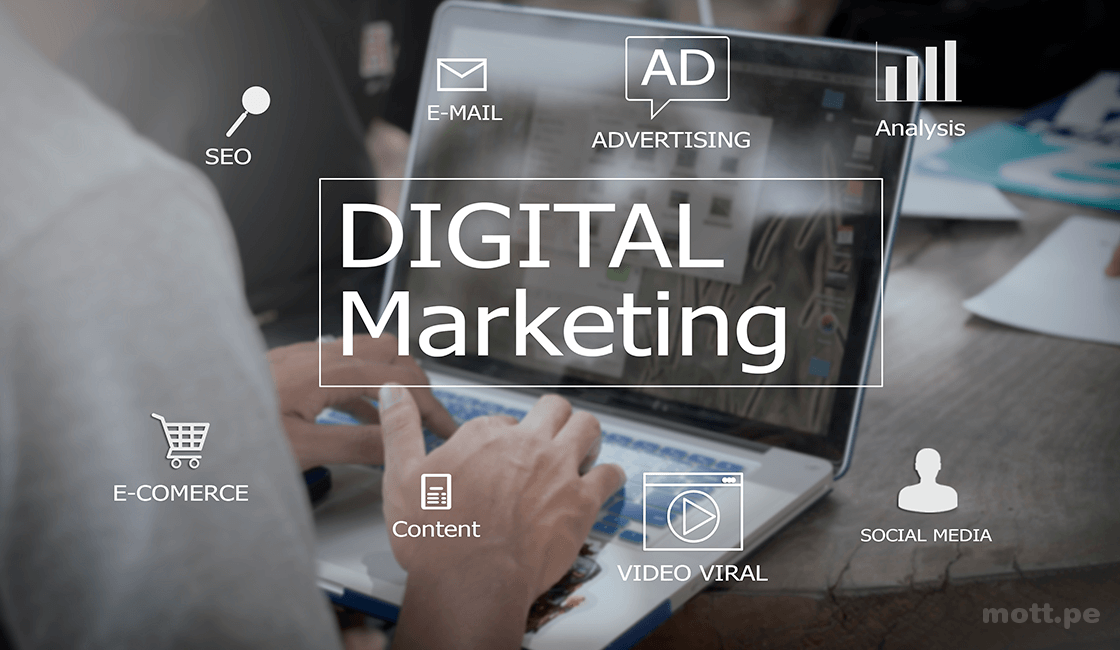 AD
E-MAIL
ADVERTISING
Analysis
SEO
DIGITAL
Marketing
E-COMERCE
Content
VIDEO VIRAL
SOCIAL MEDIA
mott.pe